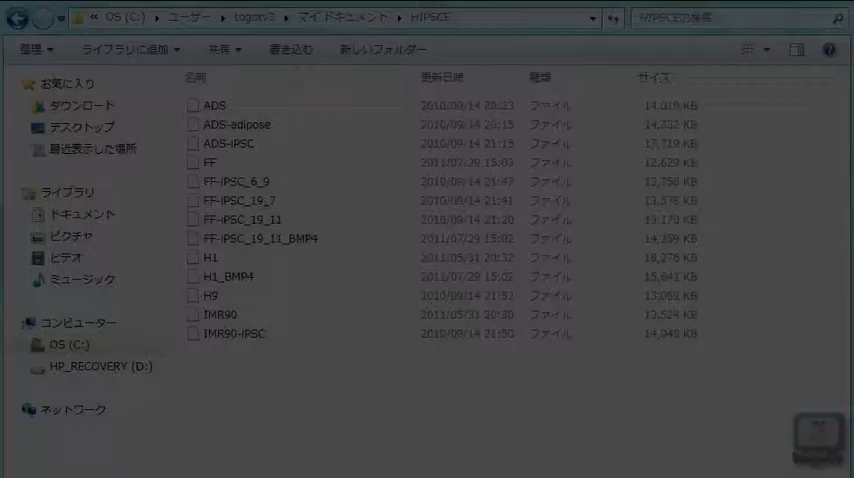 « OS (C:) ▸ ユーザー ▸ togotv3 ▸ マイ ドキュメント ▸ HIPSCE HIPSCEの検索
整理 ライブラリに追加 共有 書き込む 新しいフォルダー
お気に入り
ダウンロード
デスクトップ
最近表示した場所
ライブラリ
ドキュメント
ピクチャ
ビデオ
ミュージック
コンピューター
OS (C:)
HP_RECOVERY (D:)
ネットワーク
名前 更新日時 種類 サイズ
ADS 2010/09/14 20:23 ファイル 14,019 KB
ADS-adipose 2010/09/14 20:15 ファイル 14,332 KB
ADS-iPSC 2010/09/14 21:15 ファイル 17,719 KB
FF 2011/07/29 15:03 ファイル 12,629 KB
FF-iPSC_6_9 2010/09/14 21:47 ファイル 13,758 KB
FF-iPSC_19_7 2010/09/14 21:41 ファイル 13,578 KB
FF-iPSC_19_11 2010/09/14 21:20 ファイル 13,179 KB
FF-iPSC_19_11_BMP4 2011/07/29 15:02 ファイル 14,359 KB
H1 2011/05/31 20:32 ファイル 18,276 KB
H1_BMP4 2011/07/29 15:02 ファイル 15,641 KB
H9 2010/09/14 21:52 ファイル 13,052 KB
IMR90 2011/05/31 20:30 ファイル 13,524 KB
IMR90-iPSC 2010/09/14 21:50 ファイル 14,048 KB